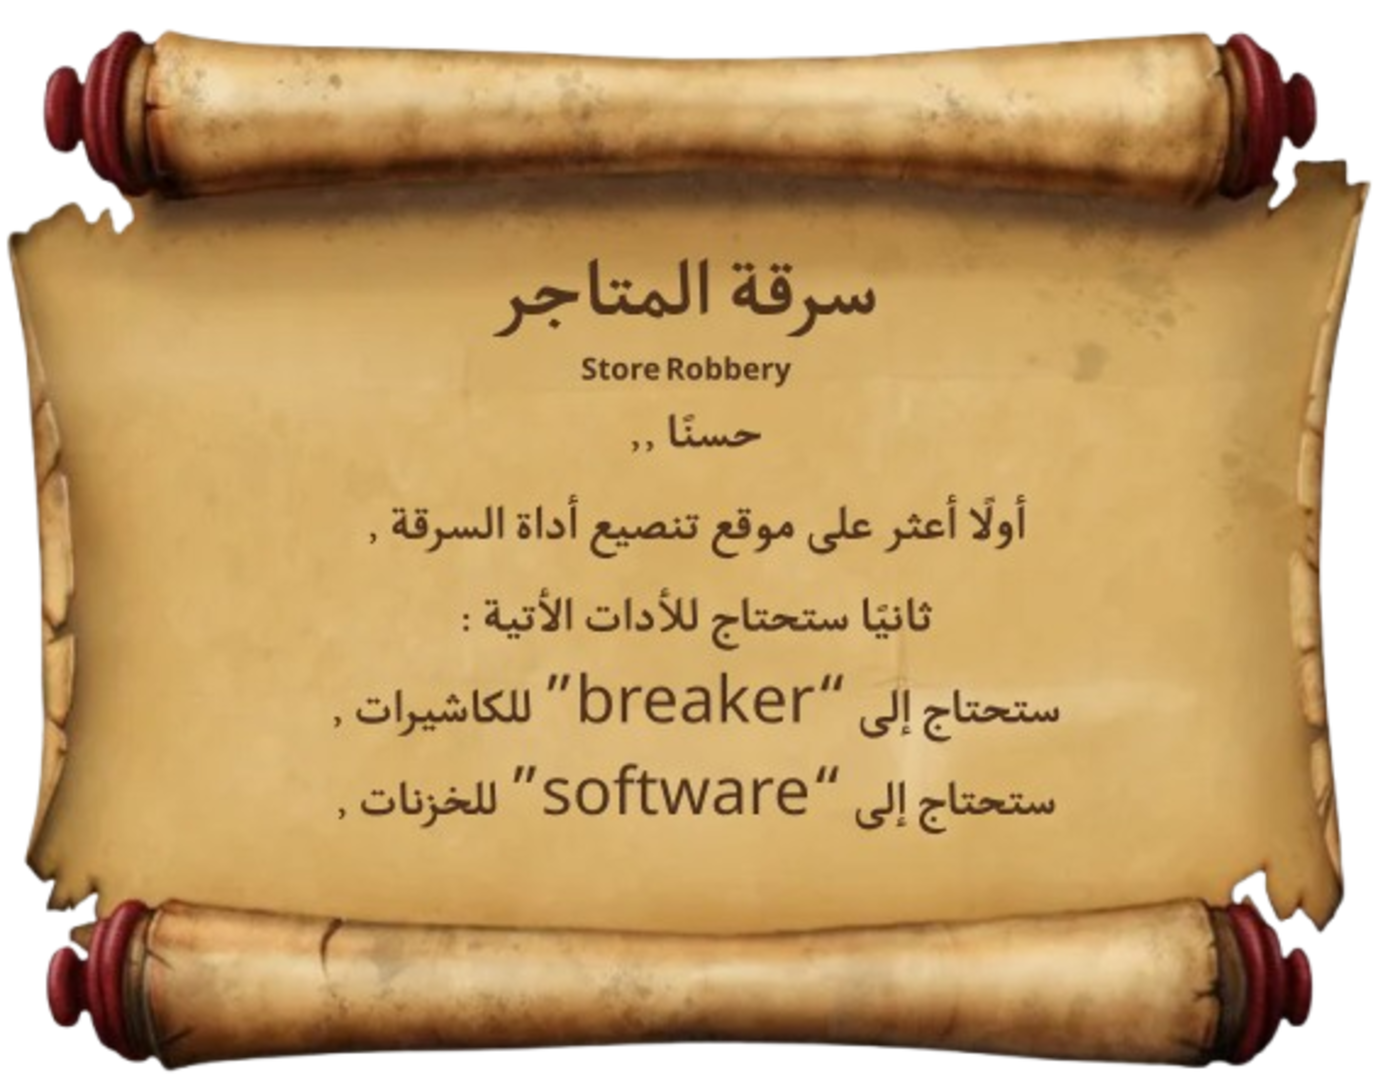 سرقة المتاجر
Store Robbery
حسنًا ,,
أولًا أعثر على موقع تنصيع أداة السرقة ,
ثانيًا ستحتاج للأدات الأتية :
ستحتاج إلى “breaker” للكاشيرات ,
ستحتاج إلى “software” للخزنات ,